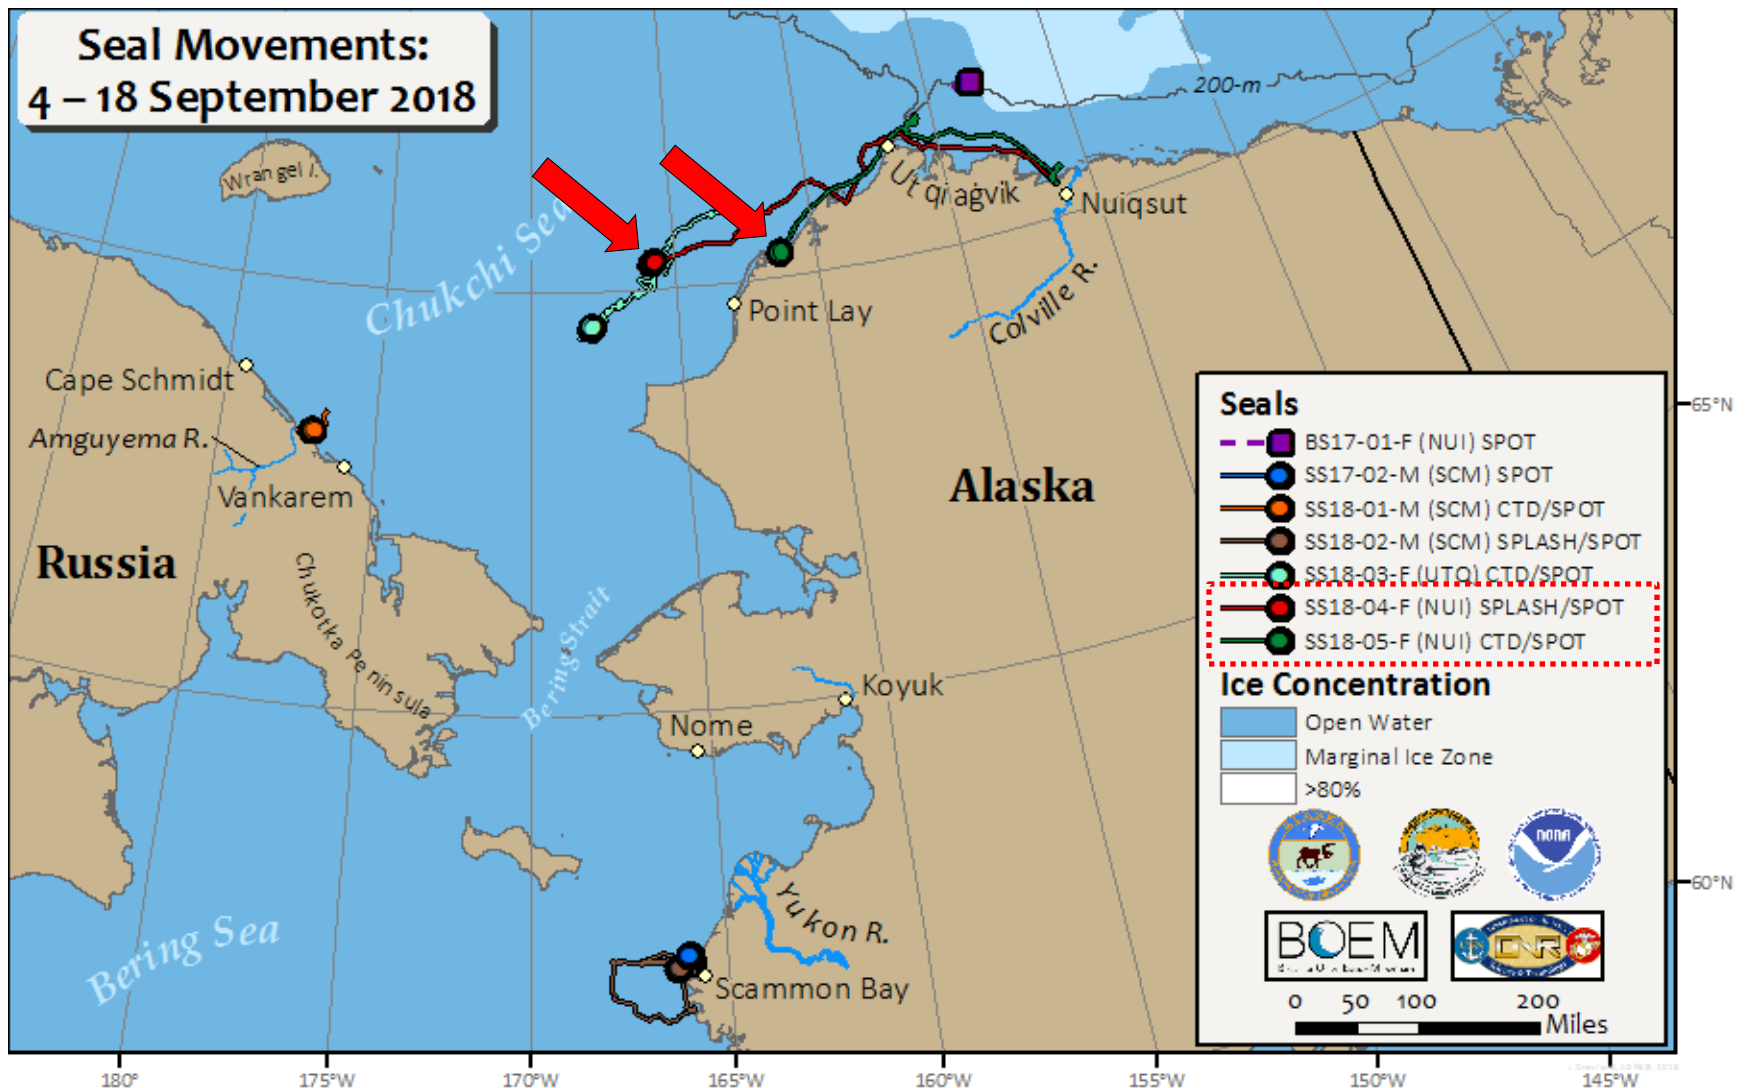 Seal Movements:
4 – 18 September 2018
200-m
Wrangel I.
Utqiaġvik
Nuiqsut
Chukchi Sea
Point Lay
Colville R.
Cape Schmidt
Amguyema R.
Vankarem
Russia
Alaska
Chukotka Peninsula
Bering Strait
Koyuk
Nome
Yukon R.
Bering Sea
Scammon Bay
Seals
BS17-01-F (NUI) SPOT
SS17-02-M (SCM) SPOT
SS18-01-M (SCM) CTD/SPOT
SS18-02-M (SCM) SPLASH/SPOT
SS18-03-F (UTQ) CTD/SPOT
SS18-04-F (NUI) SPLASH/SPOT
SS18-05-F (NUI) CTD/SPOT
Ice Concentration
Open Water
Marginal Ice Zone
>80%
NOAA
BOEM
0 50 100 200
Miles
65°N
60°N
180° 175°W 170°W 165°W 160°W 155°W 150°W 145°W